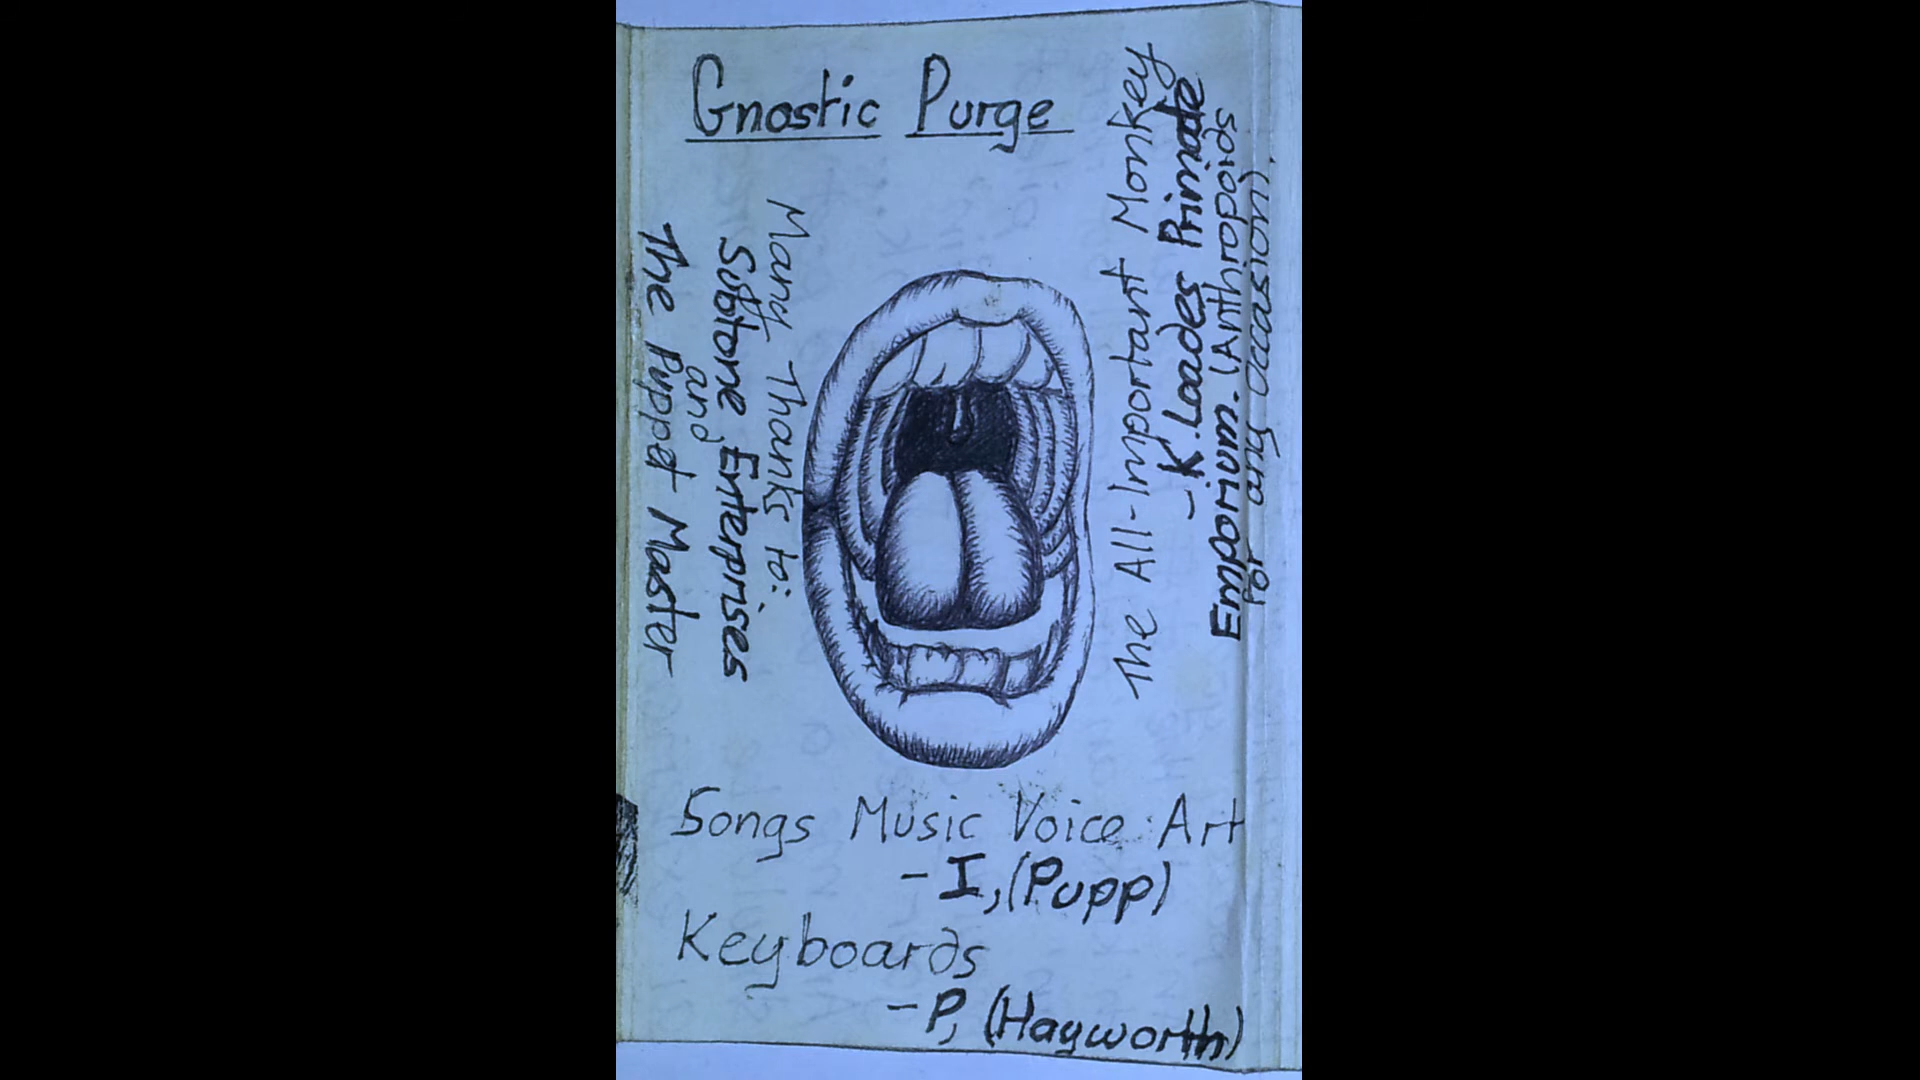 Gnostic Purge
Many Thanks to:
Subtone Enterprises
and
The Puppet Master
The All-Important Monkey
- K. Loades Primate
Emporium. (Anthropoids
for any occasion).
Songs Music Voice Art
- I, (Pupp)
Keyboards
- P, (Hayworth)